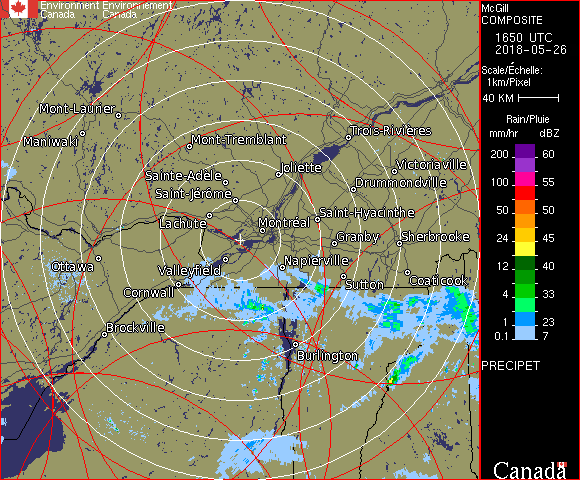 Environment Environnement
Canada Canada
McGill
COMPOSITE
1650 UTC
2018-05-26
Scale/Échelle:
1km/Pixel
40 KM
Rain/Pluie
mm/hr dBZ
200 60
150 57
100 55
50 50
24 45
12 40
4 33
1 23
0.1 7
PRECIPET
Canada
Mont-Laurier
Maniwaki
Mont-Tremblant
Trois-Rivières
Joliette
Victoriaville
Sainte-Adèle
Drummondville
Saint-Jérôme
Saint-Hyacinthe
Lachute
Montréal
Granby
Sherbrooke
Ottawa
Valleyfield
Napierville
Cornwall
Sutton
Coaticook
Brockville
Burlington